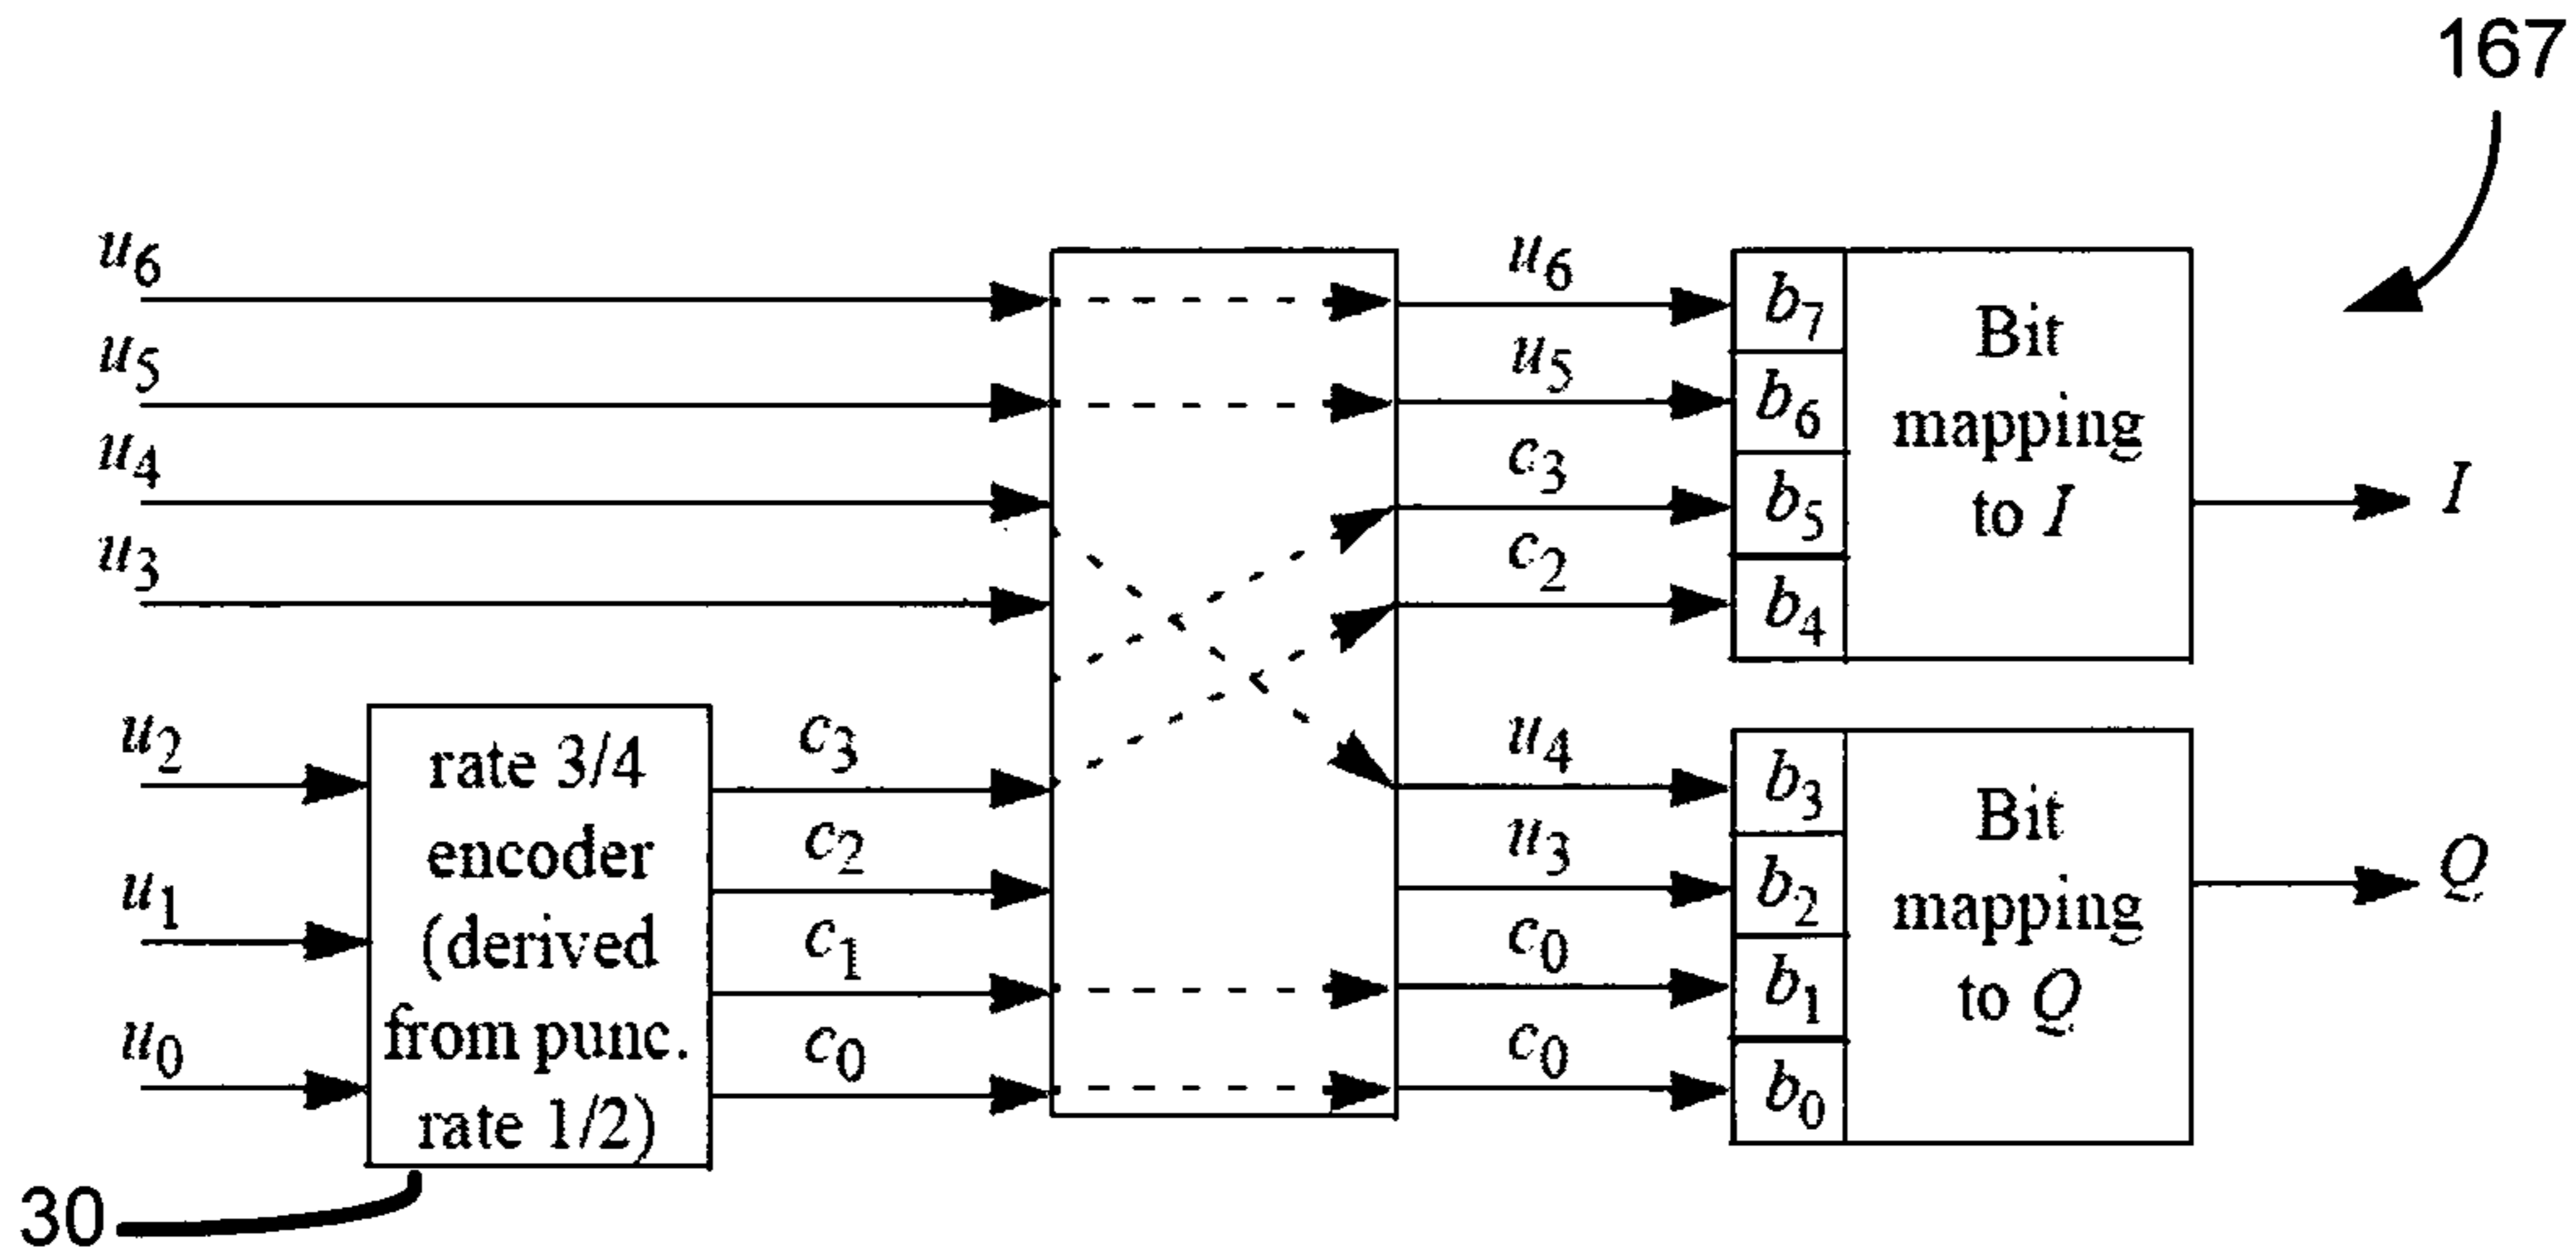 167
u6
u5
u4
u3
u2
u1
u0
rate 3/4
encoder
(derived
from punc.
rate 1/2)
30
c3
c2
c1
c0
u6
u5
c3
c2
u4
u3
c0
c0
b7
b6
b5
b4
Bit
mapping
to I
I
b3
b2
b1
b0
Bit
mapping
to Q
Q